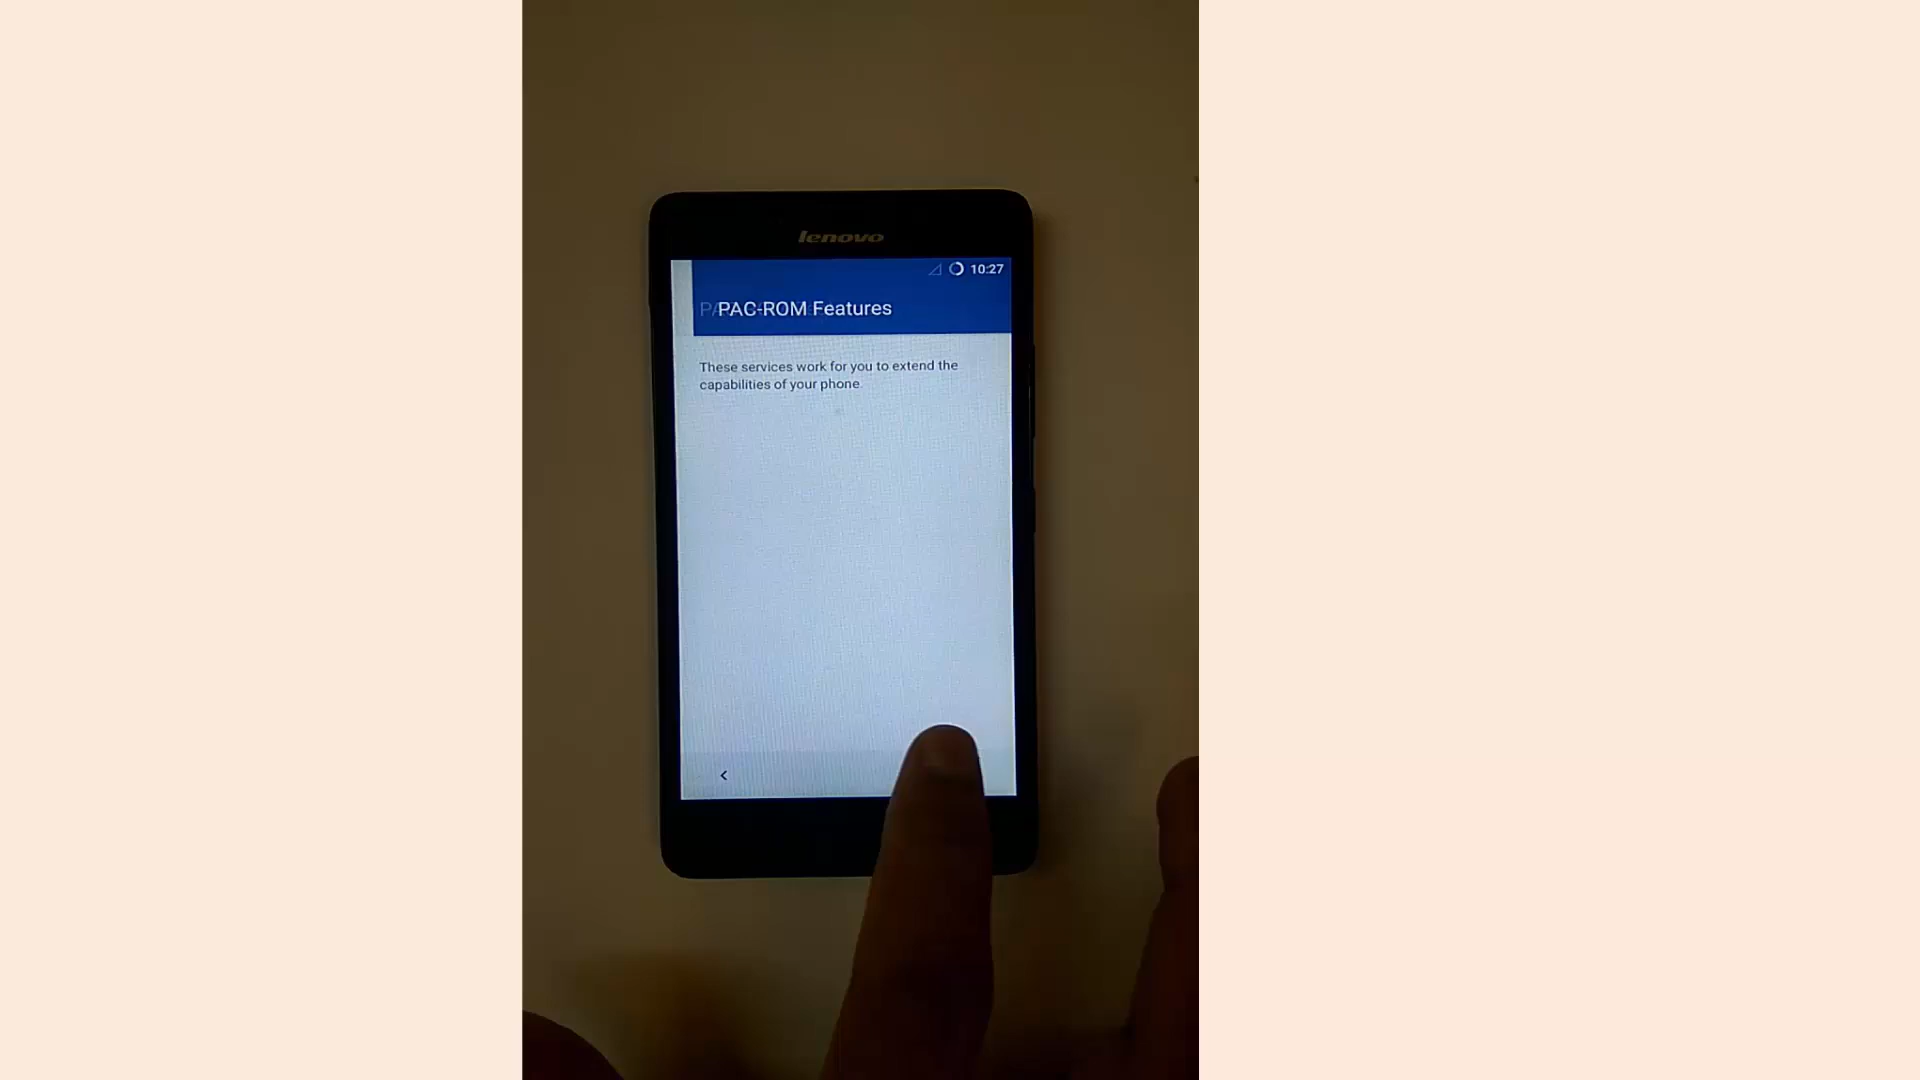 lenovo
10:27
PAC-ROM Features
These services work for you to extend the
capabilities of your phone.